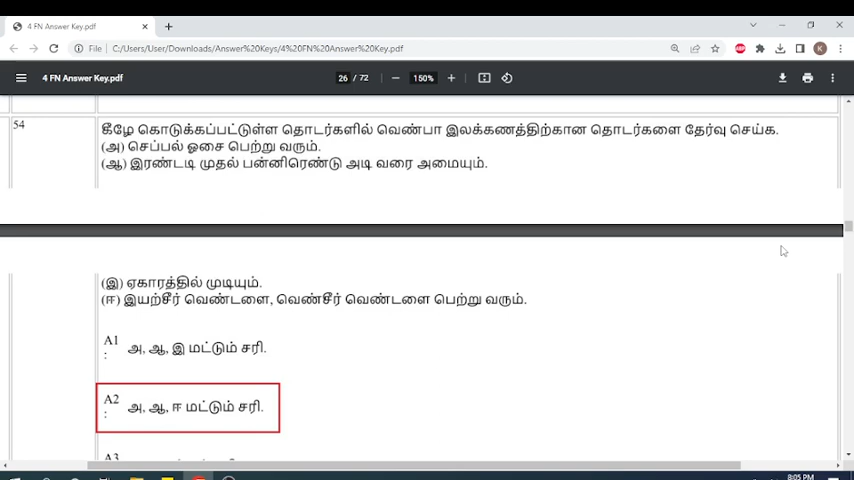 4 FN Answer Key.pdf
File C:/Users/User/Downloads/Answer%20Keys/4%20FN%20Answer%20Key.pdf
ABP
K
4 FN Answer Key.pdf 26 / 72 150%
54
கீழே கொடுக்கப்பட்டுள்ள தொடர்களில் வெண்பா இலக்கணத்திற்கான தொடர்களை தேர்வு செய்க.
(அ) செப்பல் ஓசை பெற்று வரும்.
(ஆ) இரண்டடி முதல் பன்னிரெண்டு அடி வரை அமையும்.
(இ) ஏகாரத்தில் முடியும்.
(ஈ) இயற்சீர் வெண்டளை, வெண்சீர் வெண்டளை பெற்று வரும்.
A1 : அ, ஆ, இ மட்டும் சரி.
A2 : அ, ஆ, ஈ மட்டும் சரி.
A3
8:05 PM